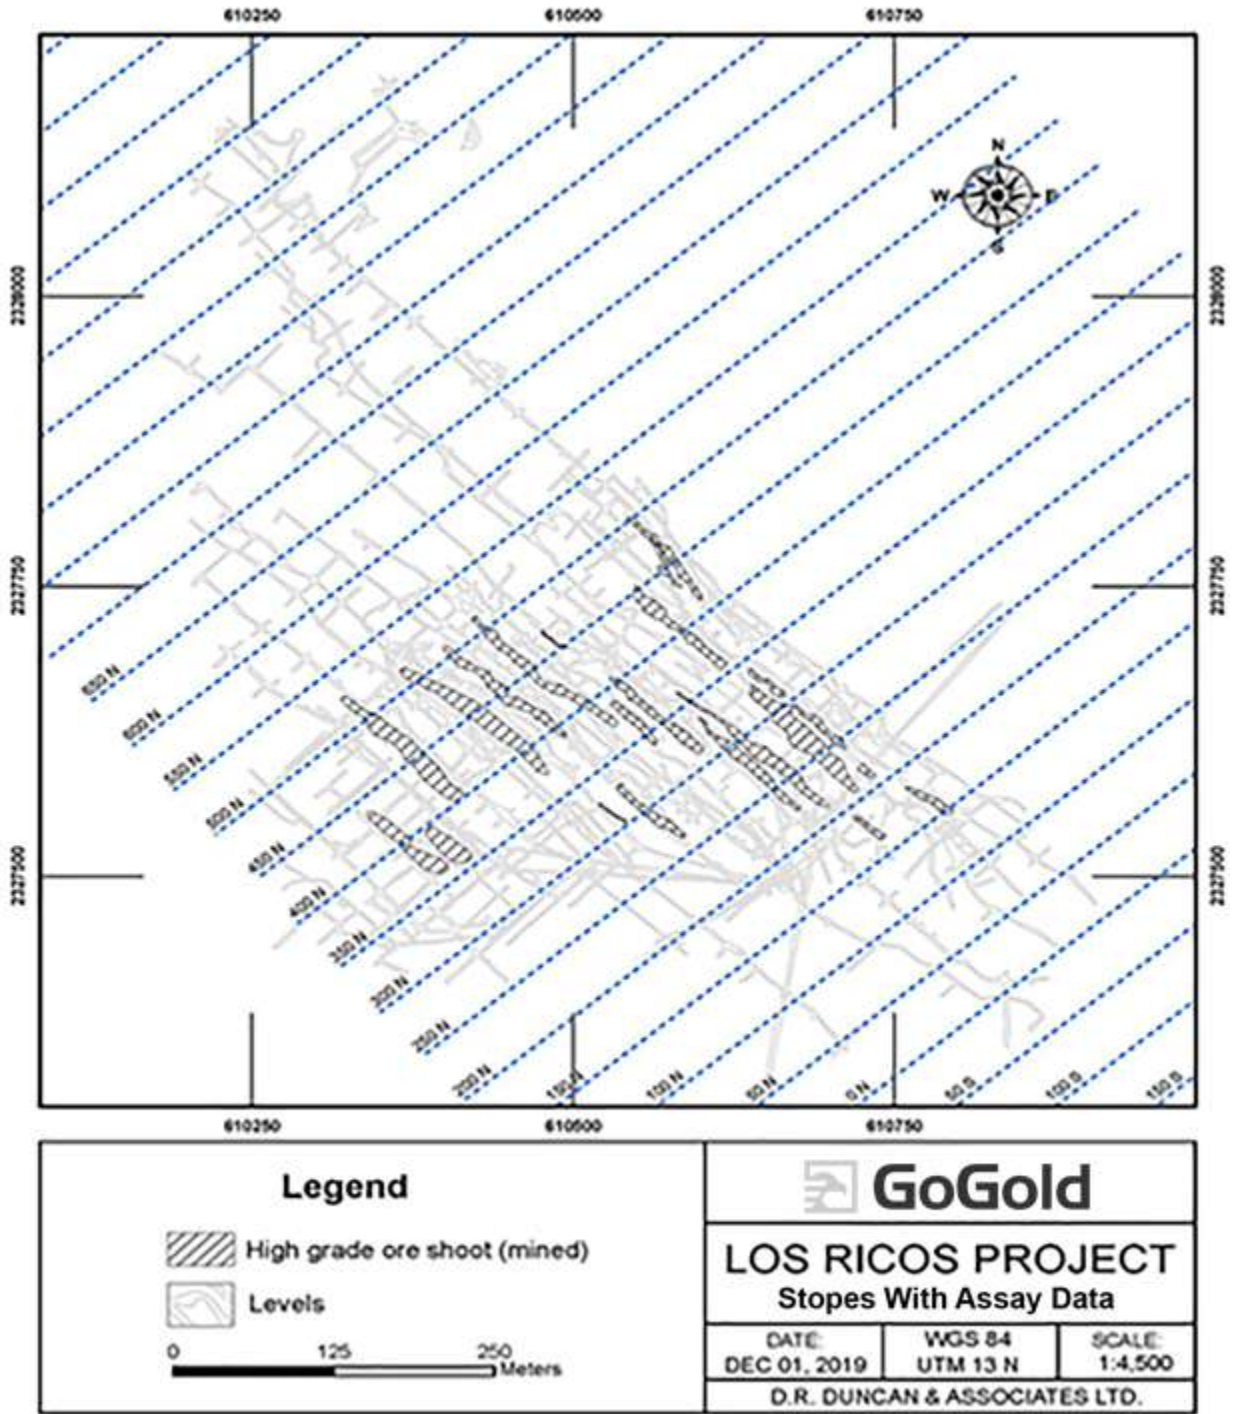 610250 610500 610750
N
W E
S
2328000 2328000
2327750 2327750
650 N
600 N
550 N
500 N
450 N
2327500 2327500
400 N
350 N
300 N
250 N
200 N 150 N 100 N 50 N 0 N 50 S 100 S 150 S
610250 610500 610750
Legend
High grade ore shoot (mined)
Levels
0 125 250
Meters
GoGold
LOS RICOS PROJECT
Stopes With Assay Data
DATE:
DEC 01, 2019
WGS 84
UTM 13 N
SCALE:
1:4,500
D.R. DUNCAN & ASSOCIATES LTD.